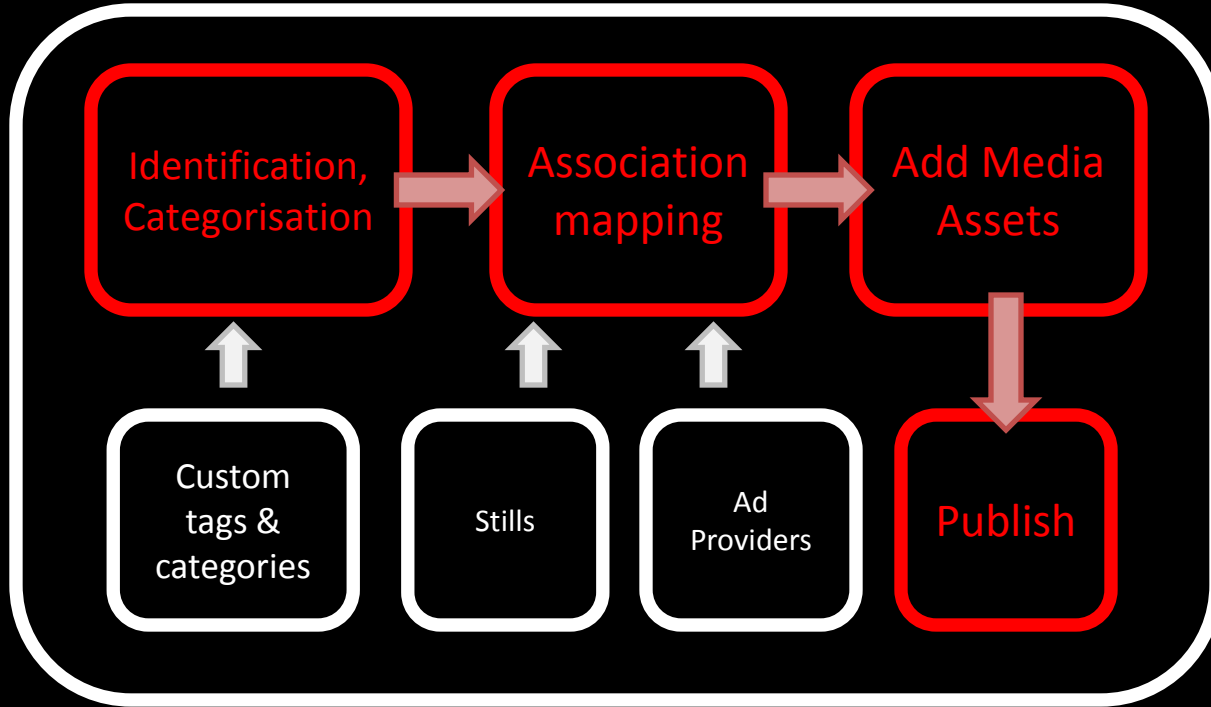 Identification,
Categorisation
Association
mapping
Add Media
Assets
Custom
tags &
categories
Stills
Ad
Providers
Publish